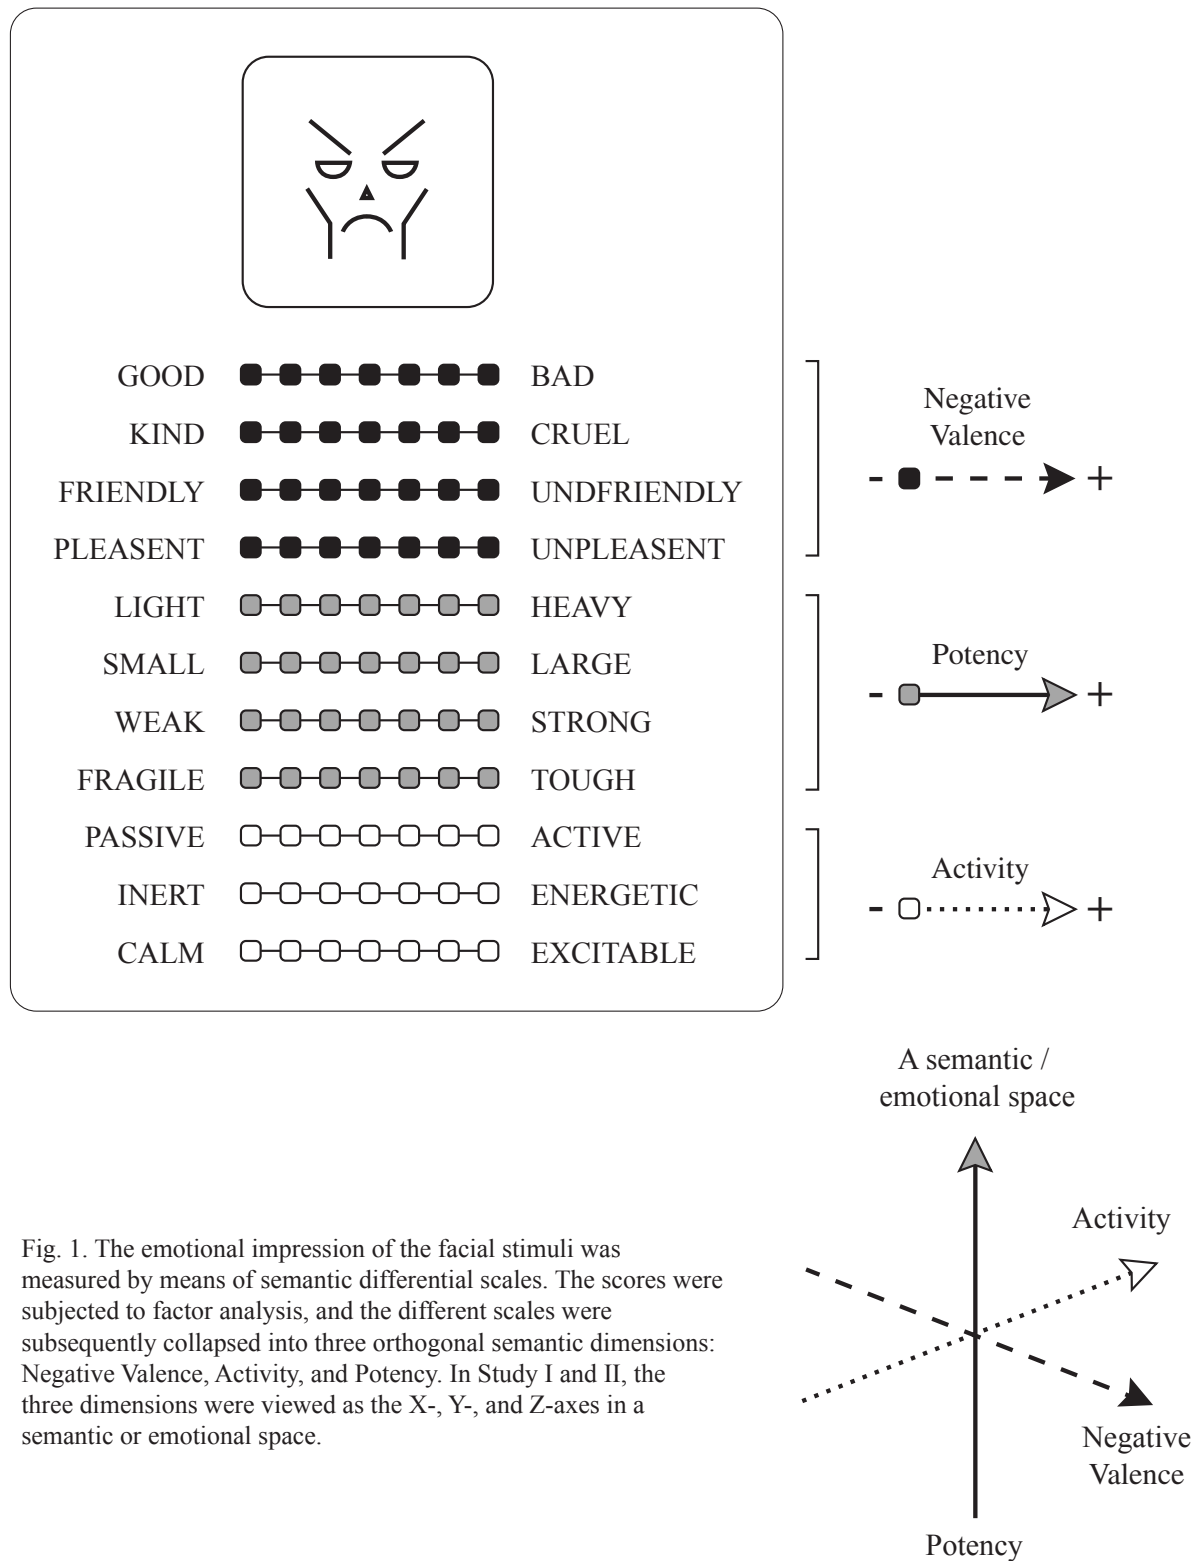 GOOD BAD
KIND CRUEL
FRIENDLY UNDFRIENDLY
PLEASENT UNPLEASENT
LIGHT HEAVY
SMALL LARGE
WEAK STRONG
FRAGILE TOUGH
PASSIVE ACTIVE
INERT ENERGETIC
CALM EXCITABLE
Negative
Valence
- +
Potency
- +
Activity
- +
A semantic /
emotional space
Activity
Negative
Valence
Potency
Fig. 1. The emotional impression of the facial stimuli was
measured by means of semantic differential scales. The scores were
subjected to factor analysis, and the different scales were
subsequently collapsed into three orthogonal semantic dimensions:
Negative Valence, Activity, and Potency. In Study I and II, the
three dimensions were viewed as the X-, Y-, and Z-axes in a
semantic or emotional space.